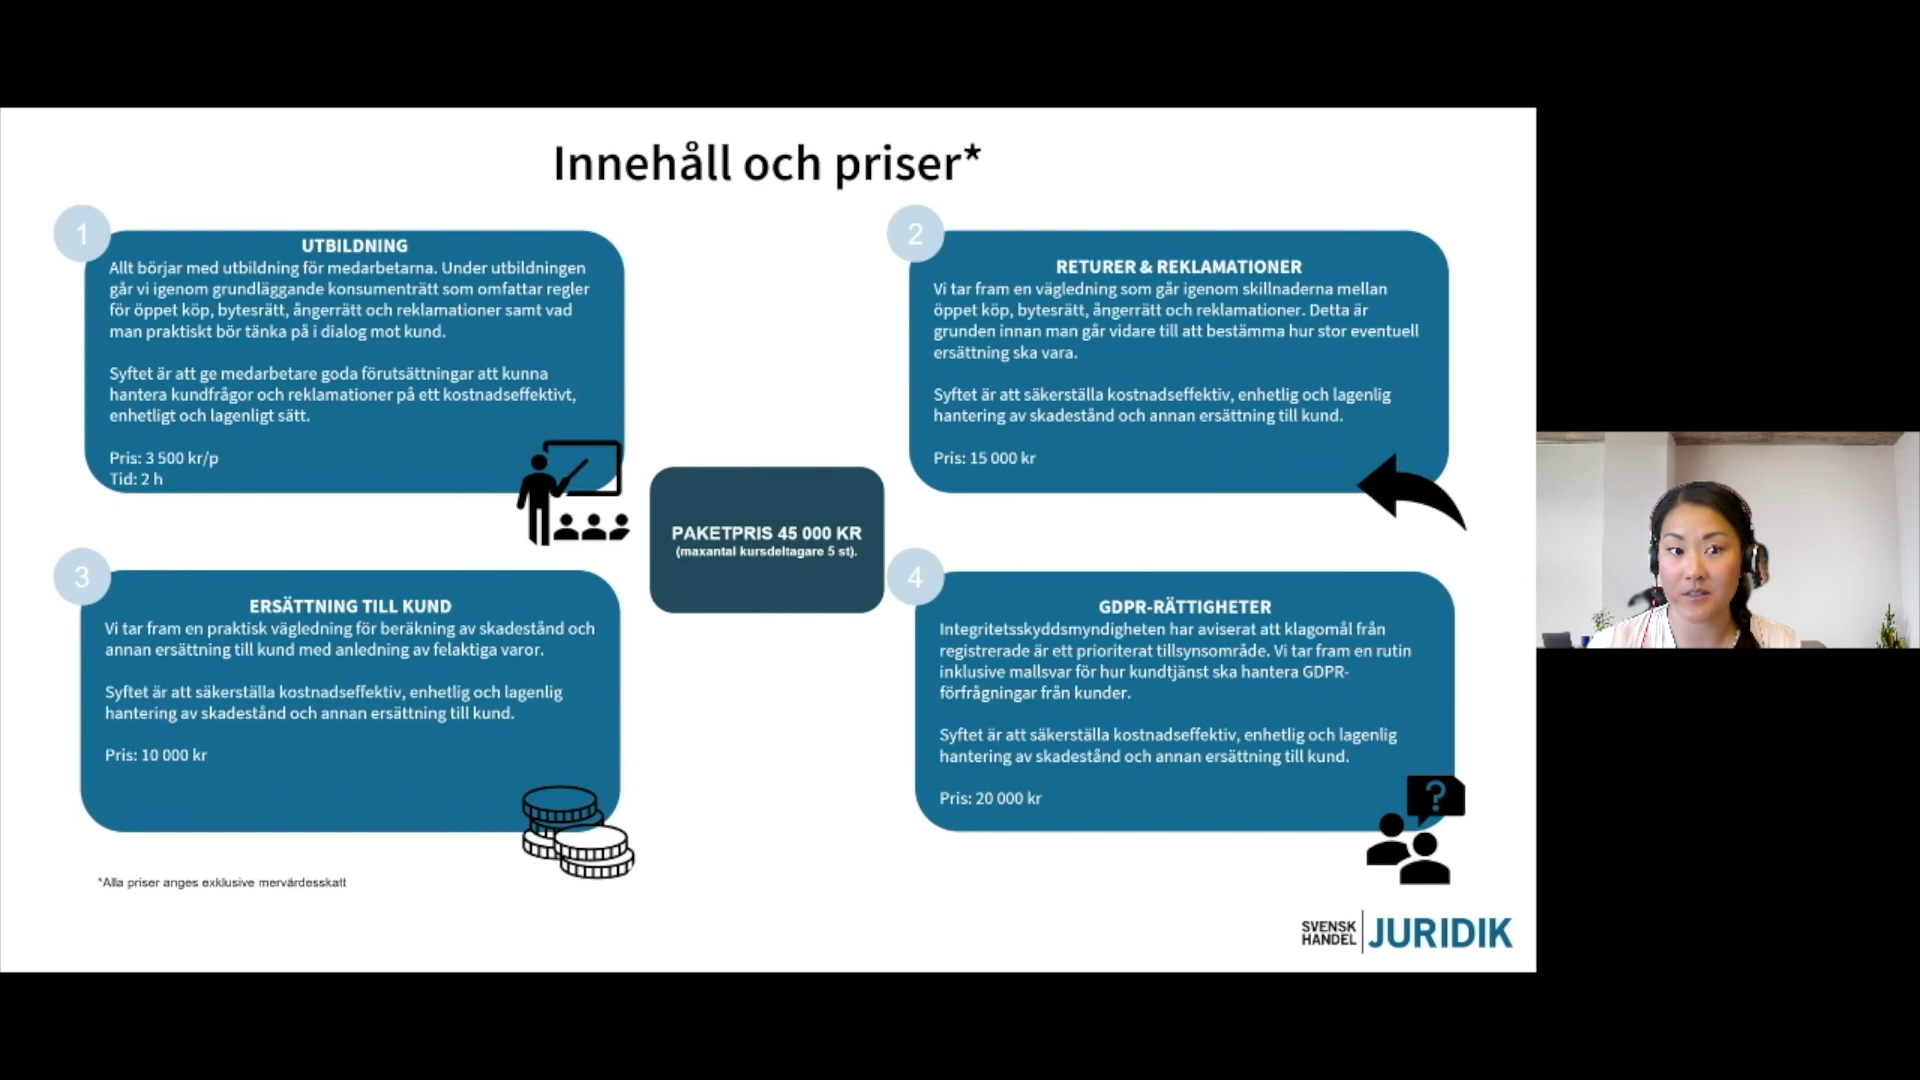 Innehåll och priser*
1
UTBILDNING
Allt börjar med utbildning för medarbetarna. Under utbildningen
går vi igenom grundläggande konsumenträtt som omfattar regler
för öppet köp, bytesrätt, ångerrätt och reklamationer samt vad
man praktiskt bör tänka på i dialog mot kund.
Syftet är att ge medarbetare goda förutsättningar att kunna
hantera kundfrågor och reklamationer på ett kostnadseffektivt,
enhetligt och lagenligt sätt.
Pris: 3 500 kr/p
Tid: 2 h
2
RETURER & REKLAMATIONER
Vi tar fram en vägledning som går igenom skillnaderna mellan
öppet köp, bytesrätt, ångerrätt och reklamationer. Detta är
grunden innan man går vidare till att bestämma hur stor eventuell
ersättning ska vara.
Syftet är att säkerställa kostnadseffektiv, enhetlig och lagenlig
hantering av skadestånd och annan ersättning till kund.
Pris: 15 000 kr
PAKETPRIS 45 000 KR
(maxantal kursdeltagare 5 st).
3
ERSÄTTNING TILL KUND
Vi tar fram en praktisk vägledning för beräkning av skadestånd och
annan ersättning till kund med anledning av felaktiga varor.
Syftet är att säkerställa kostnadseffektiv, enhetlig och lagenlig
hantering av skadestånd och annan ersättning till kund.
Pris: 10 000 kr
4
GDPR-RÄTTIGHETER
Integritetsskyddsmyndigheten har aviserat att klagomål från
registrerade är ett prioriterat tillsynsområde. Vi tar fram en rutin
inklusive mallsvar för hur kundtjänst ska hantera GDPR-
förfrågningar från kunder.
Syftet är att säkerställa kostnadseffektiv, enhetlig och lagenlig
hantering av skadestånd och annan ersättning till kund.
Pris: 20 000 kr
?
*Alla priser anges exklusive mervärdesskatt
SVENSK
HANDEL
JURIDIK